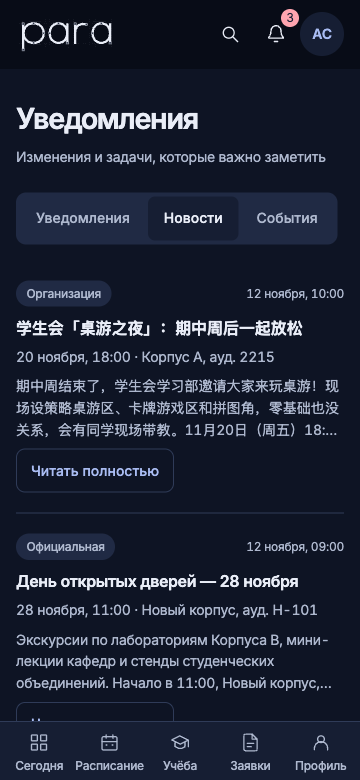 para
3
AC
Уведомления
Изменения и задачи, которые важно заметить
Уведомления
Новости
События
Организация
12 ноября, 10:00
学生会「桌游之夜」：期中周后一起放松
20 ноября, 18:00 · Корпус A, ауд. 2215
期中周结束了，学生会学习部邀请大家来玩桌游！现
场设策略桌游区、卡牌游戏区和拼图角，零基础也没
关系，会有同学现场带教。11月20日（周五）18:...
Читать полностью
Официальная
12 ноября, 09:00
День открытых дверей — 28 ноября
28 ноября, 11:00 · Новый корпус, ауд. Н-101
Экскурсии по лабораториям Корпуса B, мини-
лекции кафедр и стенды студенческих
объединений. Начало в 11:00, Новый корпус,...
Сегодня
Расписание
Учёба
Заявки
Профиль